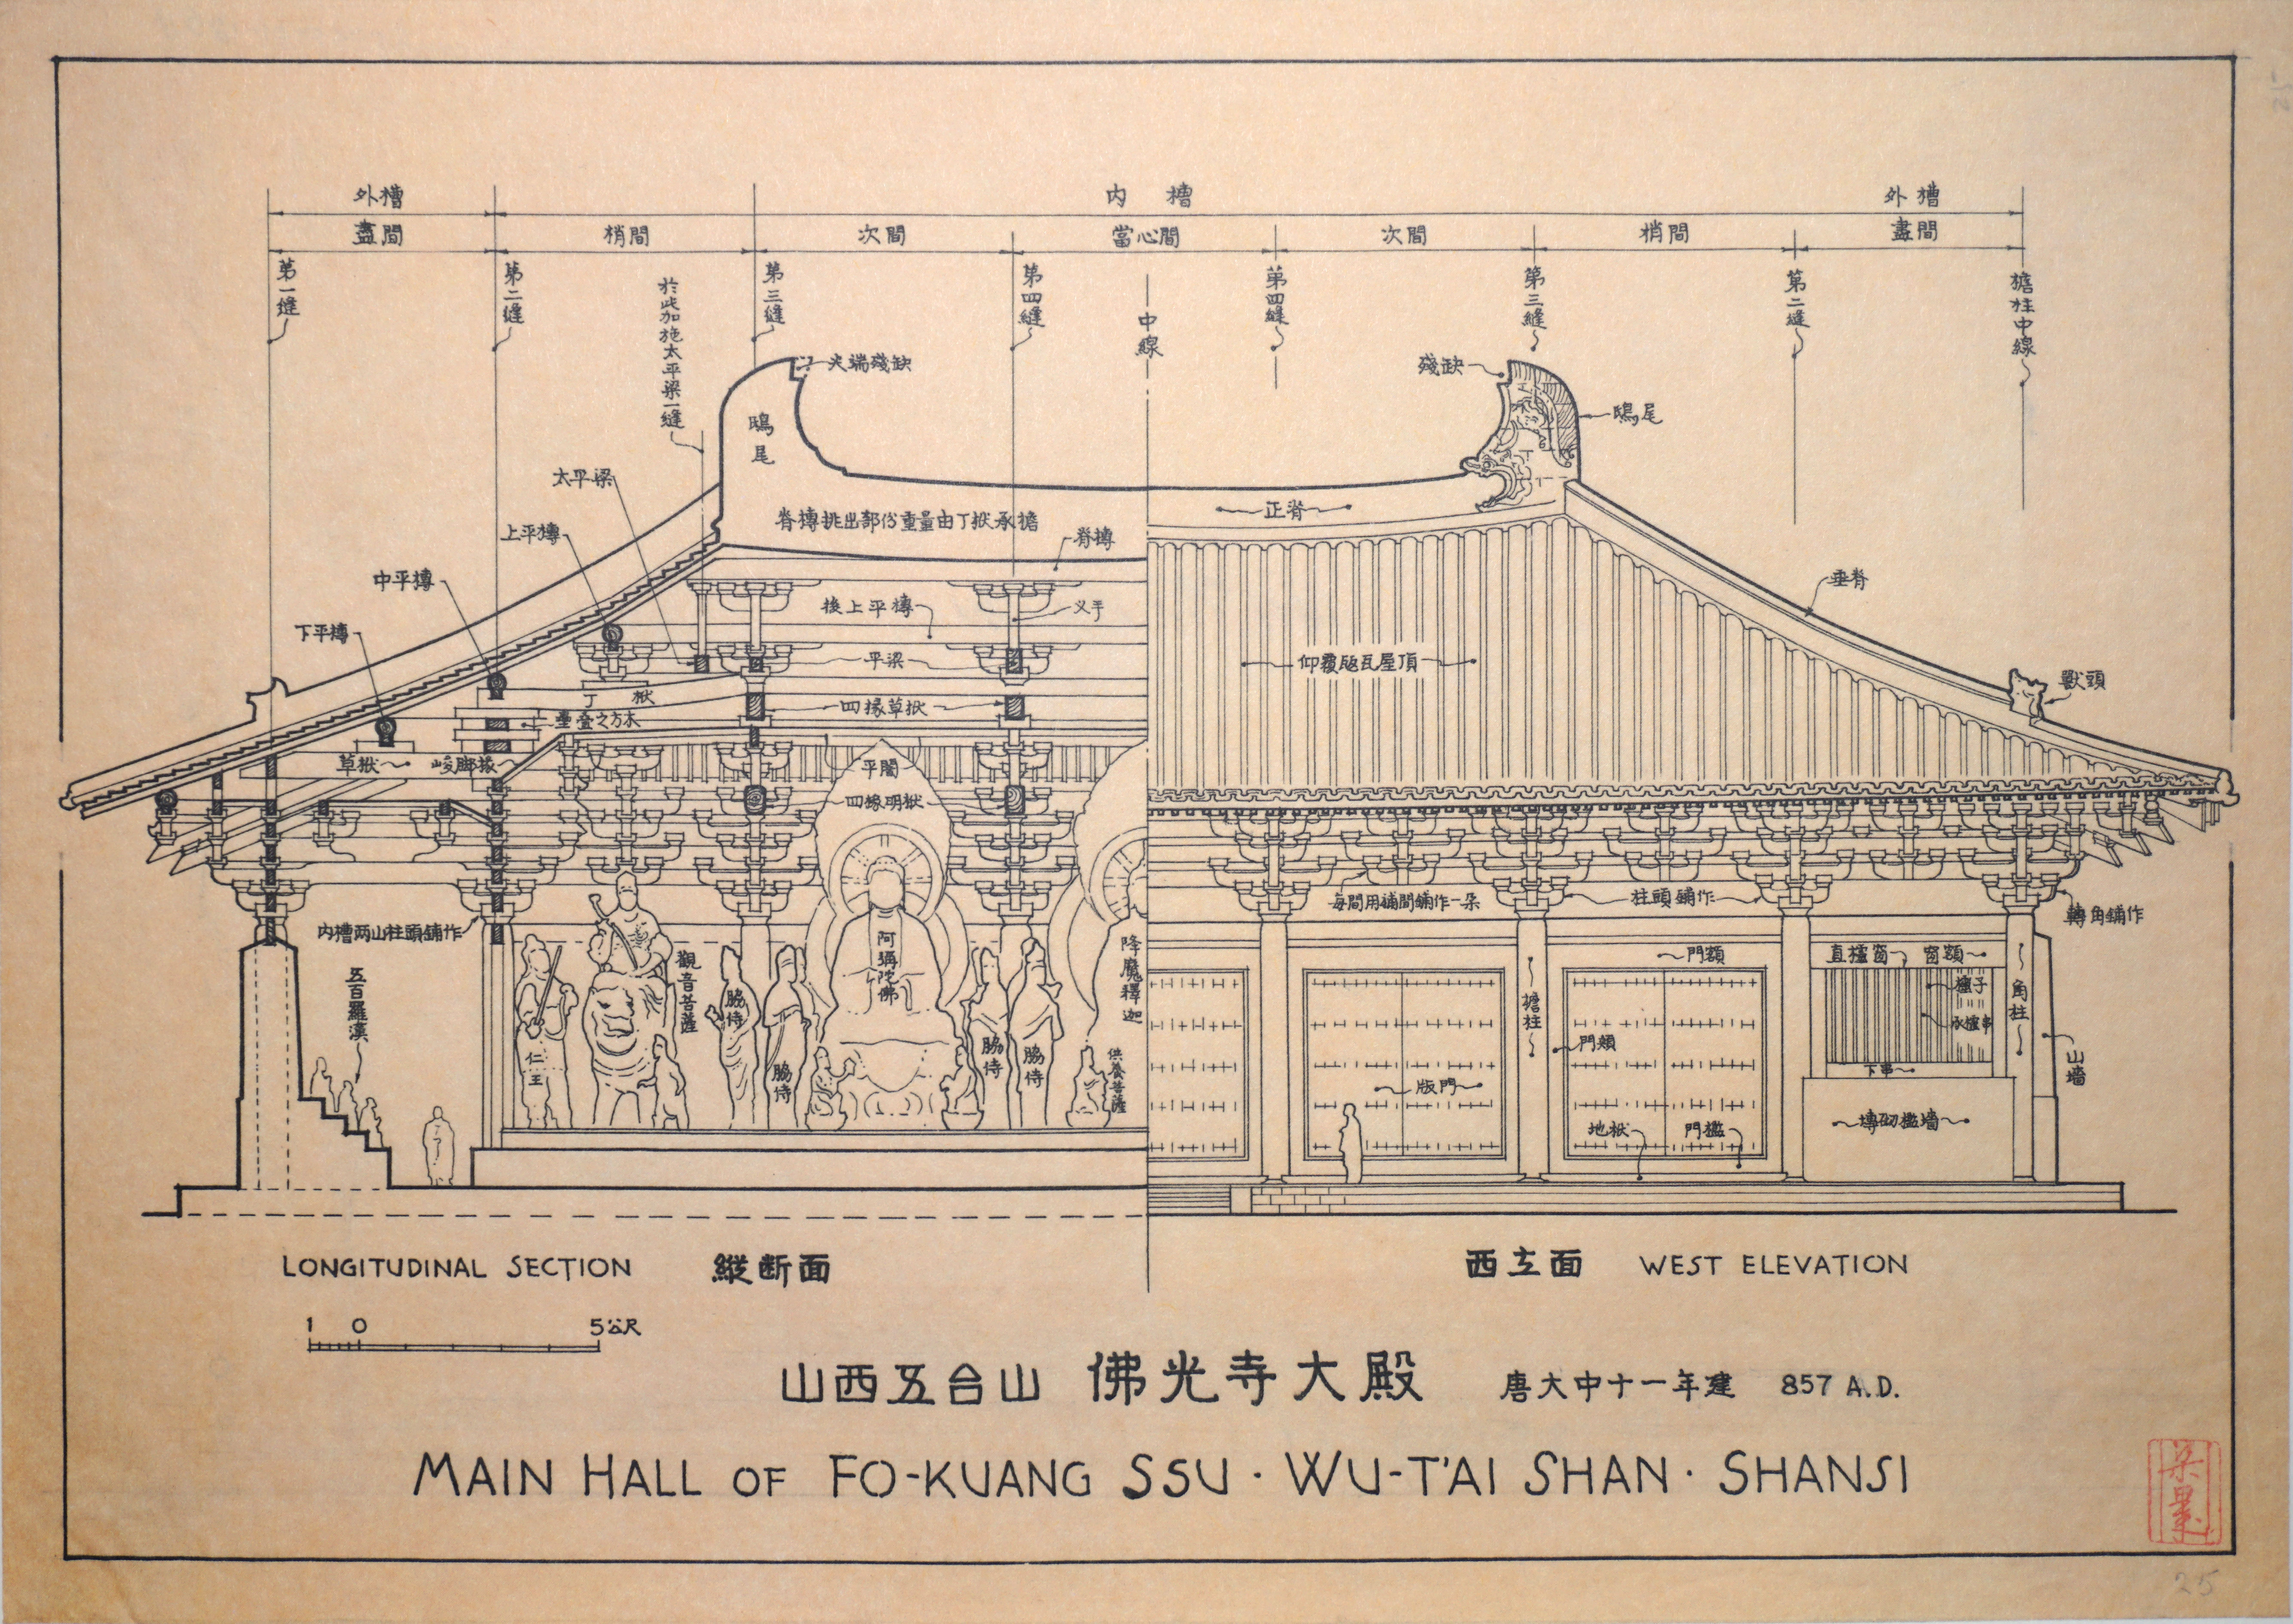 外槽
内 槽
外槽
盡間
梢間
次間
當心間
次間
梢間
盡間
第一縫
第二縫
於此加施太平梁一縫
第三縫
第四縫
中線
第四縫
第三縫
第二縫
檐柱中線
尖端殘缺
殘缺
鴟尾
鴟尾
太平梁
上平槫
中平槫
下平槫
脊槫挑出部份重量由丁栿承擔
正脊
脊槫
垂脊
後上平槫
义手
平梁
仰覆瓪瓦屋頂
獸頭
丁栿
四椽草栿
重疊之方木
草栿
峻脚椽
平闇
四椽明栿
内槽两山柱頭鋪作
每間用補間鋪作一朵
柱頭鋪作
轉角鋪作
五百羅漢
仁王
觀音菩薩
脇侍
脇侍
阿彌陀佛
脇侍
脇侍
降魔釋迦
供養菩薩
門額
直櫺窗
窗額
櫺子
承櫺串
檐柱
角柱
門頰
山墻
下串
版門
地栿
門檻
塼砌檻墻
LONGITUDINAL SECTION 縱断面
西立面 WEST ELEVATION
1 0 5公尺
山西五台山 佛光寺大殿 唐大中十一年建 857 A.D.
MAIN HALL OF FO-KUANG SSU · WU-T'AI SHAN · SHANSI
25